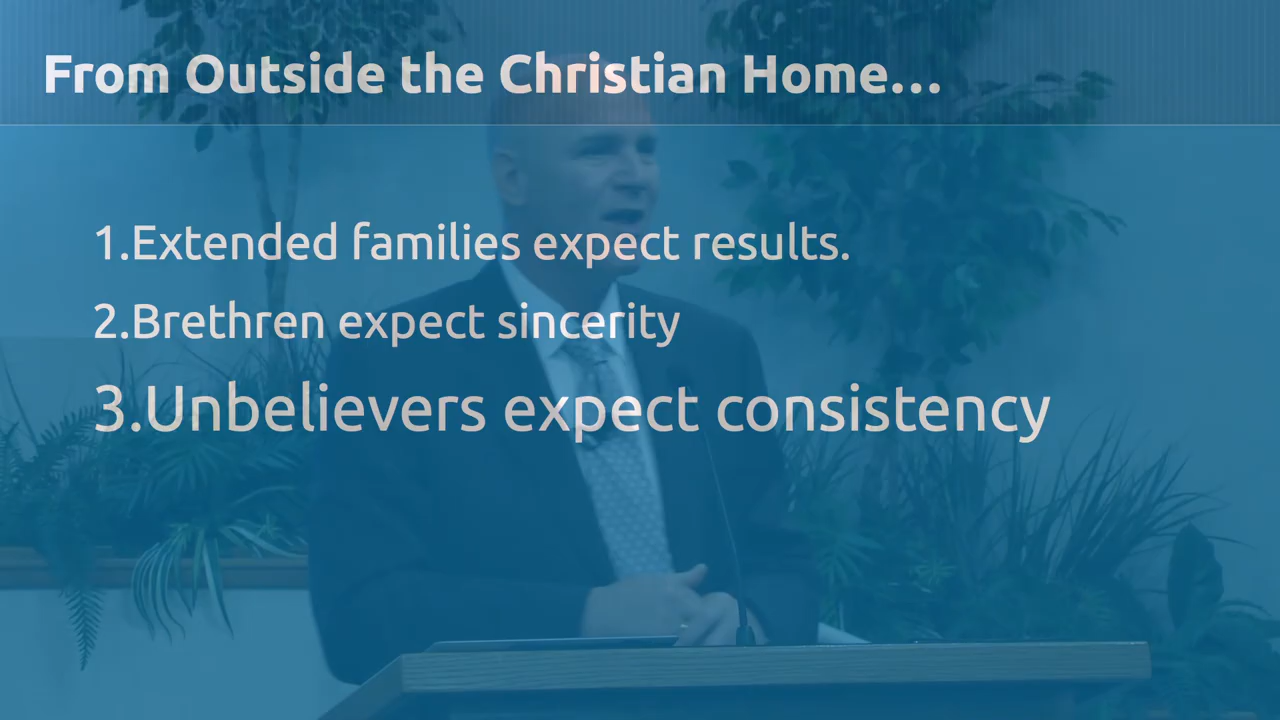 From Outside the Christian Home...
1.Extended families expect results.
2.Brethren expect sincerity
3.Unbelievers expect consistency